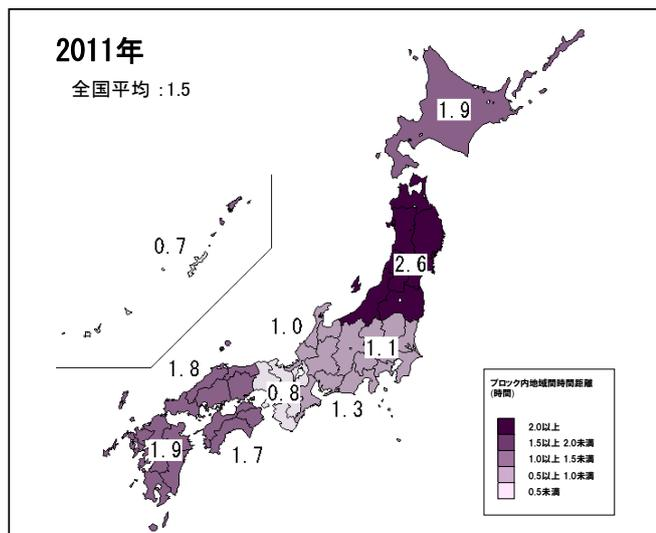 2011年
全国平均 :1.5
1.9
0.7
2.6
1.0
1.1
1.8
0.8
1.3
1.9
1.7
ブロック内地域間時間距離
(時間)
2.0以上
1.5以上 2.0未満
1.0以上 1.5未満
0.5以上 1.0未満
0.5未満